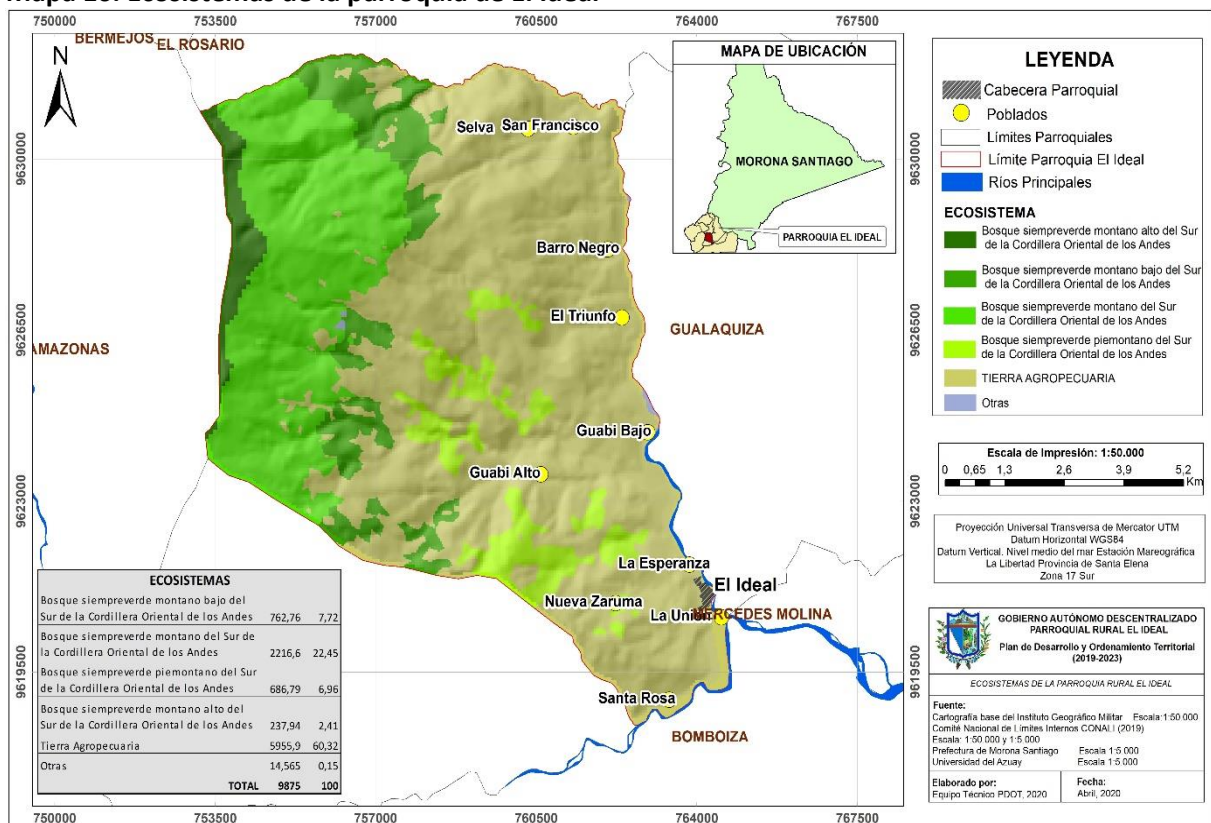 Mapa 10. Ecosistemas de la parroquia de El Ideal
750000 753500 757000 760500 764000 767500
BERMEJOS EL ROSARIO
N
Selva San Francisco
9630000
9630000
Barro Negro
El Triunfo
9626500
9626500
GUALAQUIZA
AMAZONAS
Guabi Bajo
Guabi Alto
9623000
9623000
La Esperanza
El Ideal
Nueva Zaruma
La Unión
MERCEDES MOLINA
9619500
9619500
Santa Rosa
BOMBOIZA
750000 753500 757000 760500 764000 767500
MAPA DE UBICACIÓN
MORONA SANTIAGO
PARROQUIA EL IDEAL
ECOSISTEMAS
Bosque siempreverde montano bajo del
Sur de la Cordillera Oriental de los Andes 762,76 7,72
Bosque siempreverde montano del Sur de
la Cordillera Oriental de los Andes 2216,6 22,45
Bosque siempreverde piemontano del Sur
de la Cordillera Oriental de los Andes 686,79 6,96
Bosque siempreverde montano alto del
Sur de la Cordillera Oriental de los Andes 237,94 2,41
Tierra Agropecuaria 5955,9 60,32
Otras 14,565 0,15
TOTAL 9875 100
LEYENDA
Cabecera Parroquial
Poblados
Límites Parroquiales
Límite Parroquia El Ideal
Ríos Principales
ECOSISTEMA
Bosque siempreverde montano alto del Sur
de la Cordillera Oriental de los Andes
Bosque siempreverde montano bajo del Sur
de la Cordillera Oriental de los Andes
Bosque siempreverde montano del Sur
de la Cordillera Oriental de los Andes
Bosque siempreverde piemontano del Sur
de la Cordillera Oriental de los Andes
TIERRA AGROPECUARIA
Otras
Escala de Impresión: 1:50.000
0 0,65 1,3 2,6 3,9 5,2
Km
Proyección Universal Transversa de Mercator UTM
Datum Horizontal WGS84
Datum Vertical. Nivel medio del mar Estación Mareográfica
La Libertad Provincia de Santa Elena
Zona 17 Sur
GOBIERNO AUTÓNOMO DESCENTRALIZADO
PARROQUIAL RURAL EL IDEAL
Plan de Desarrollo y Ordenamiento Territorial
(2019-2023)
ECOSISTEMAS DE LA PARROQUIA RURAL EL IDEAL
Fuente:
Cartografía base del Instituto Geográfico Militar Escala:1:50 000
Comité Nacional de Límites Internos CONALI (2019)
Escala: 1:50 000 y 1:5 000
Prefectura de Morona Santiago Escala 1:5 000
Universidad del Azuay Escala 1:5 000
Elaborado por:
Equipo Técnico PDOT, 2020
Fecha:
Abril, 2020